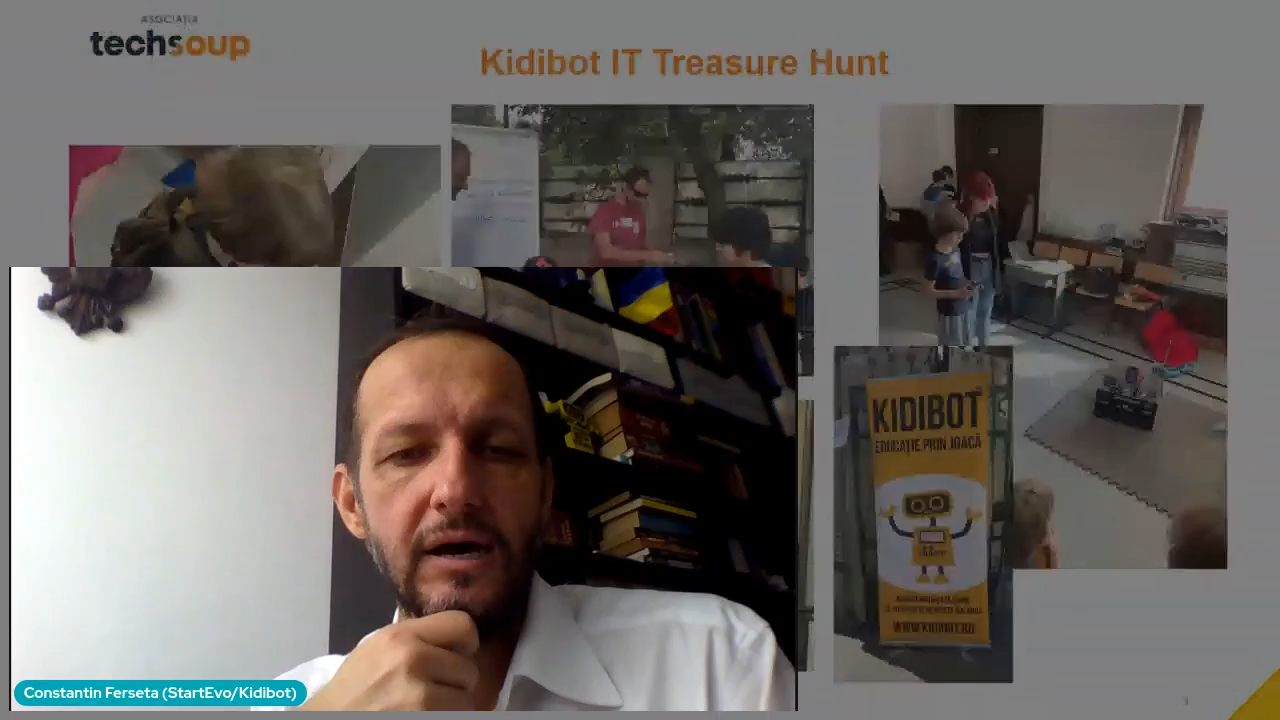 ASOCIAȚIA
techsoup
Kidibot IT Treasure Hunt
KIDIBOT
EDUCAȚIE PRIN JOACĂ
WWW.KIDIBOT.RO
Constantin Ferseta (StartEvo/Kidibot)